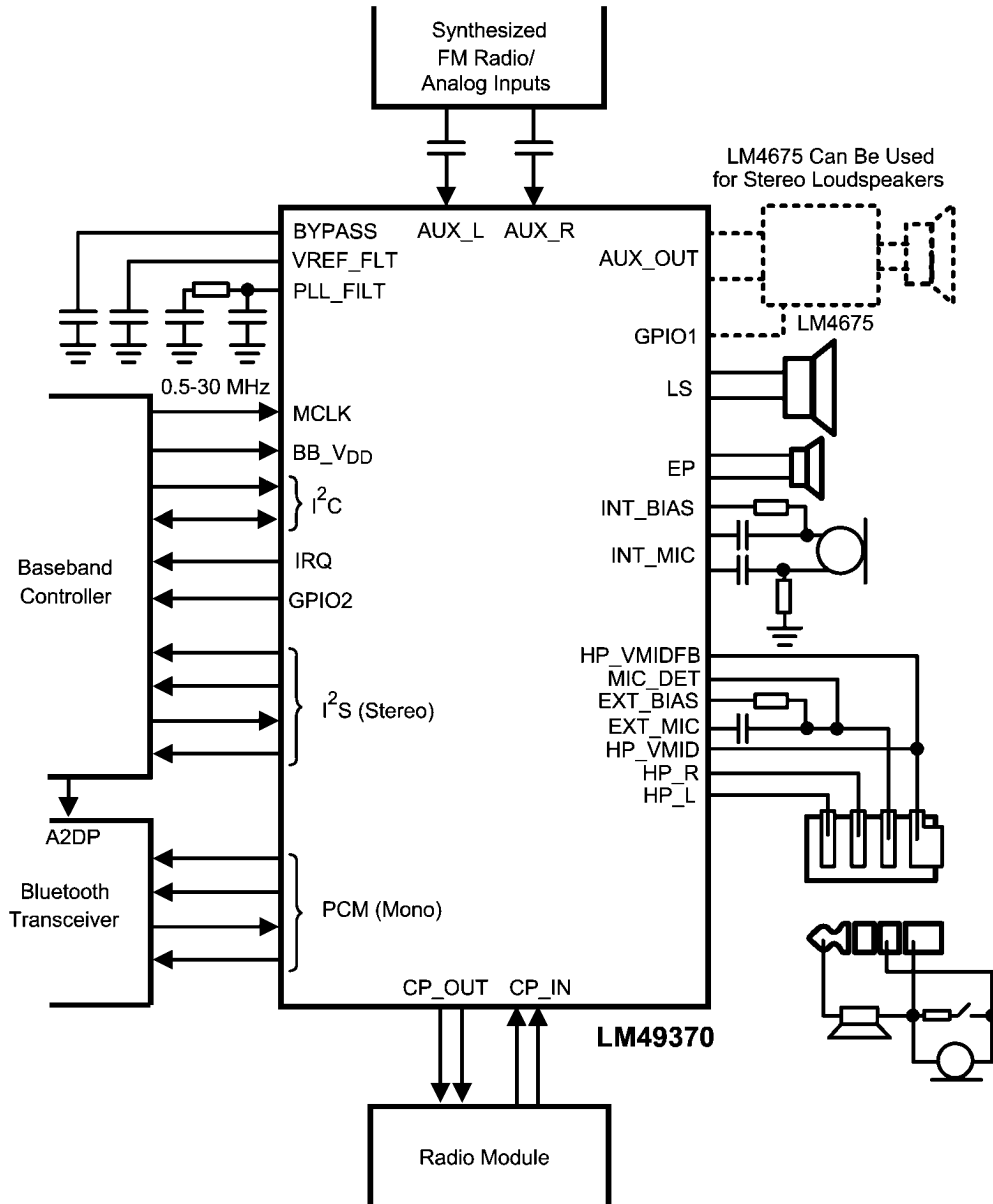 Synthesized
FM Radio/
Analog Inputs
LM4675 Can Be Used
for Stereo Loudspeakers
BYPASS
VREF_FLT
PLL_FILT
AUX_L
AUX_R
AUX_OUT
LM4675
GPIO1
0.5-30 MHz
LS
MCLK
BB_VDD
I2C
EP
INT_BIAS
INT_MIC
IRQ
GPIO2
Baseband
Controller
I2S (Stereo)
HP_VMIDFB
MIC_DET
EXT_BIAS
EXT_MIC
HP_VMID
HP_R
HP_L
A2DP
Bluetooth
Transceiver
PCM (Mono)
CP_OUT
CP_IN
LM49370
Radio Module